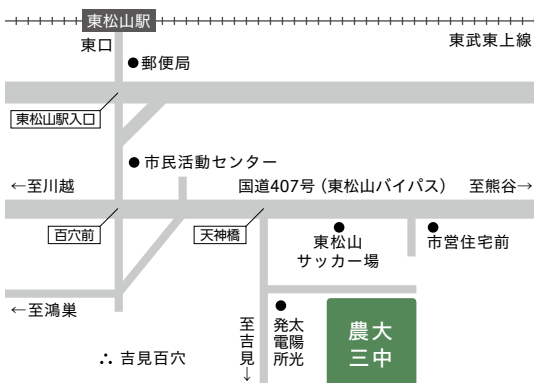 東松山駅
東口
東武東上線
●郵便局
東松山駅入口
●市民活動センター
←至川越
国道407号(東松山バイパス)
至熊谷→
百穴前
天神橋
東松山
サッカー場
市営住宅前
←至鴻巣
∴ 吉見百穴
至吉見→
太陽光
発電所
農大
三中